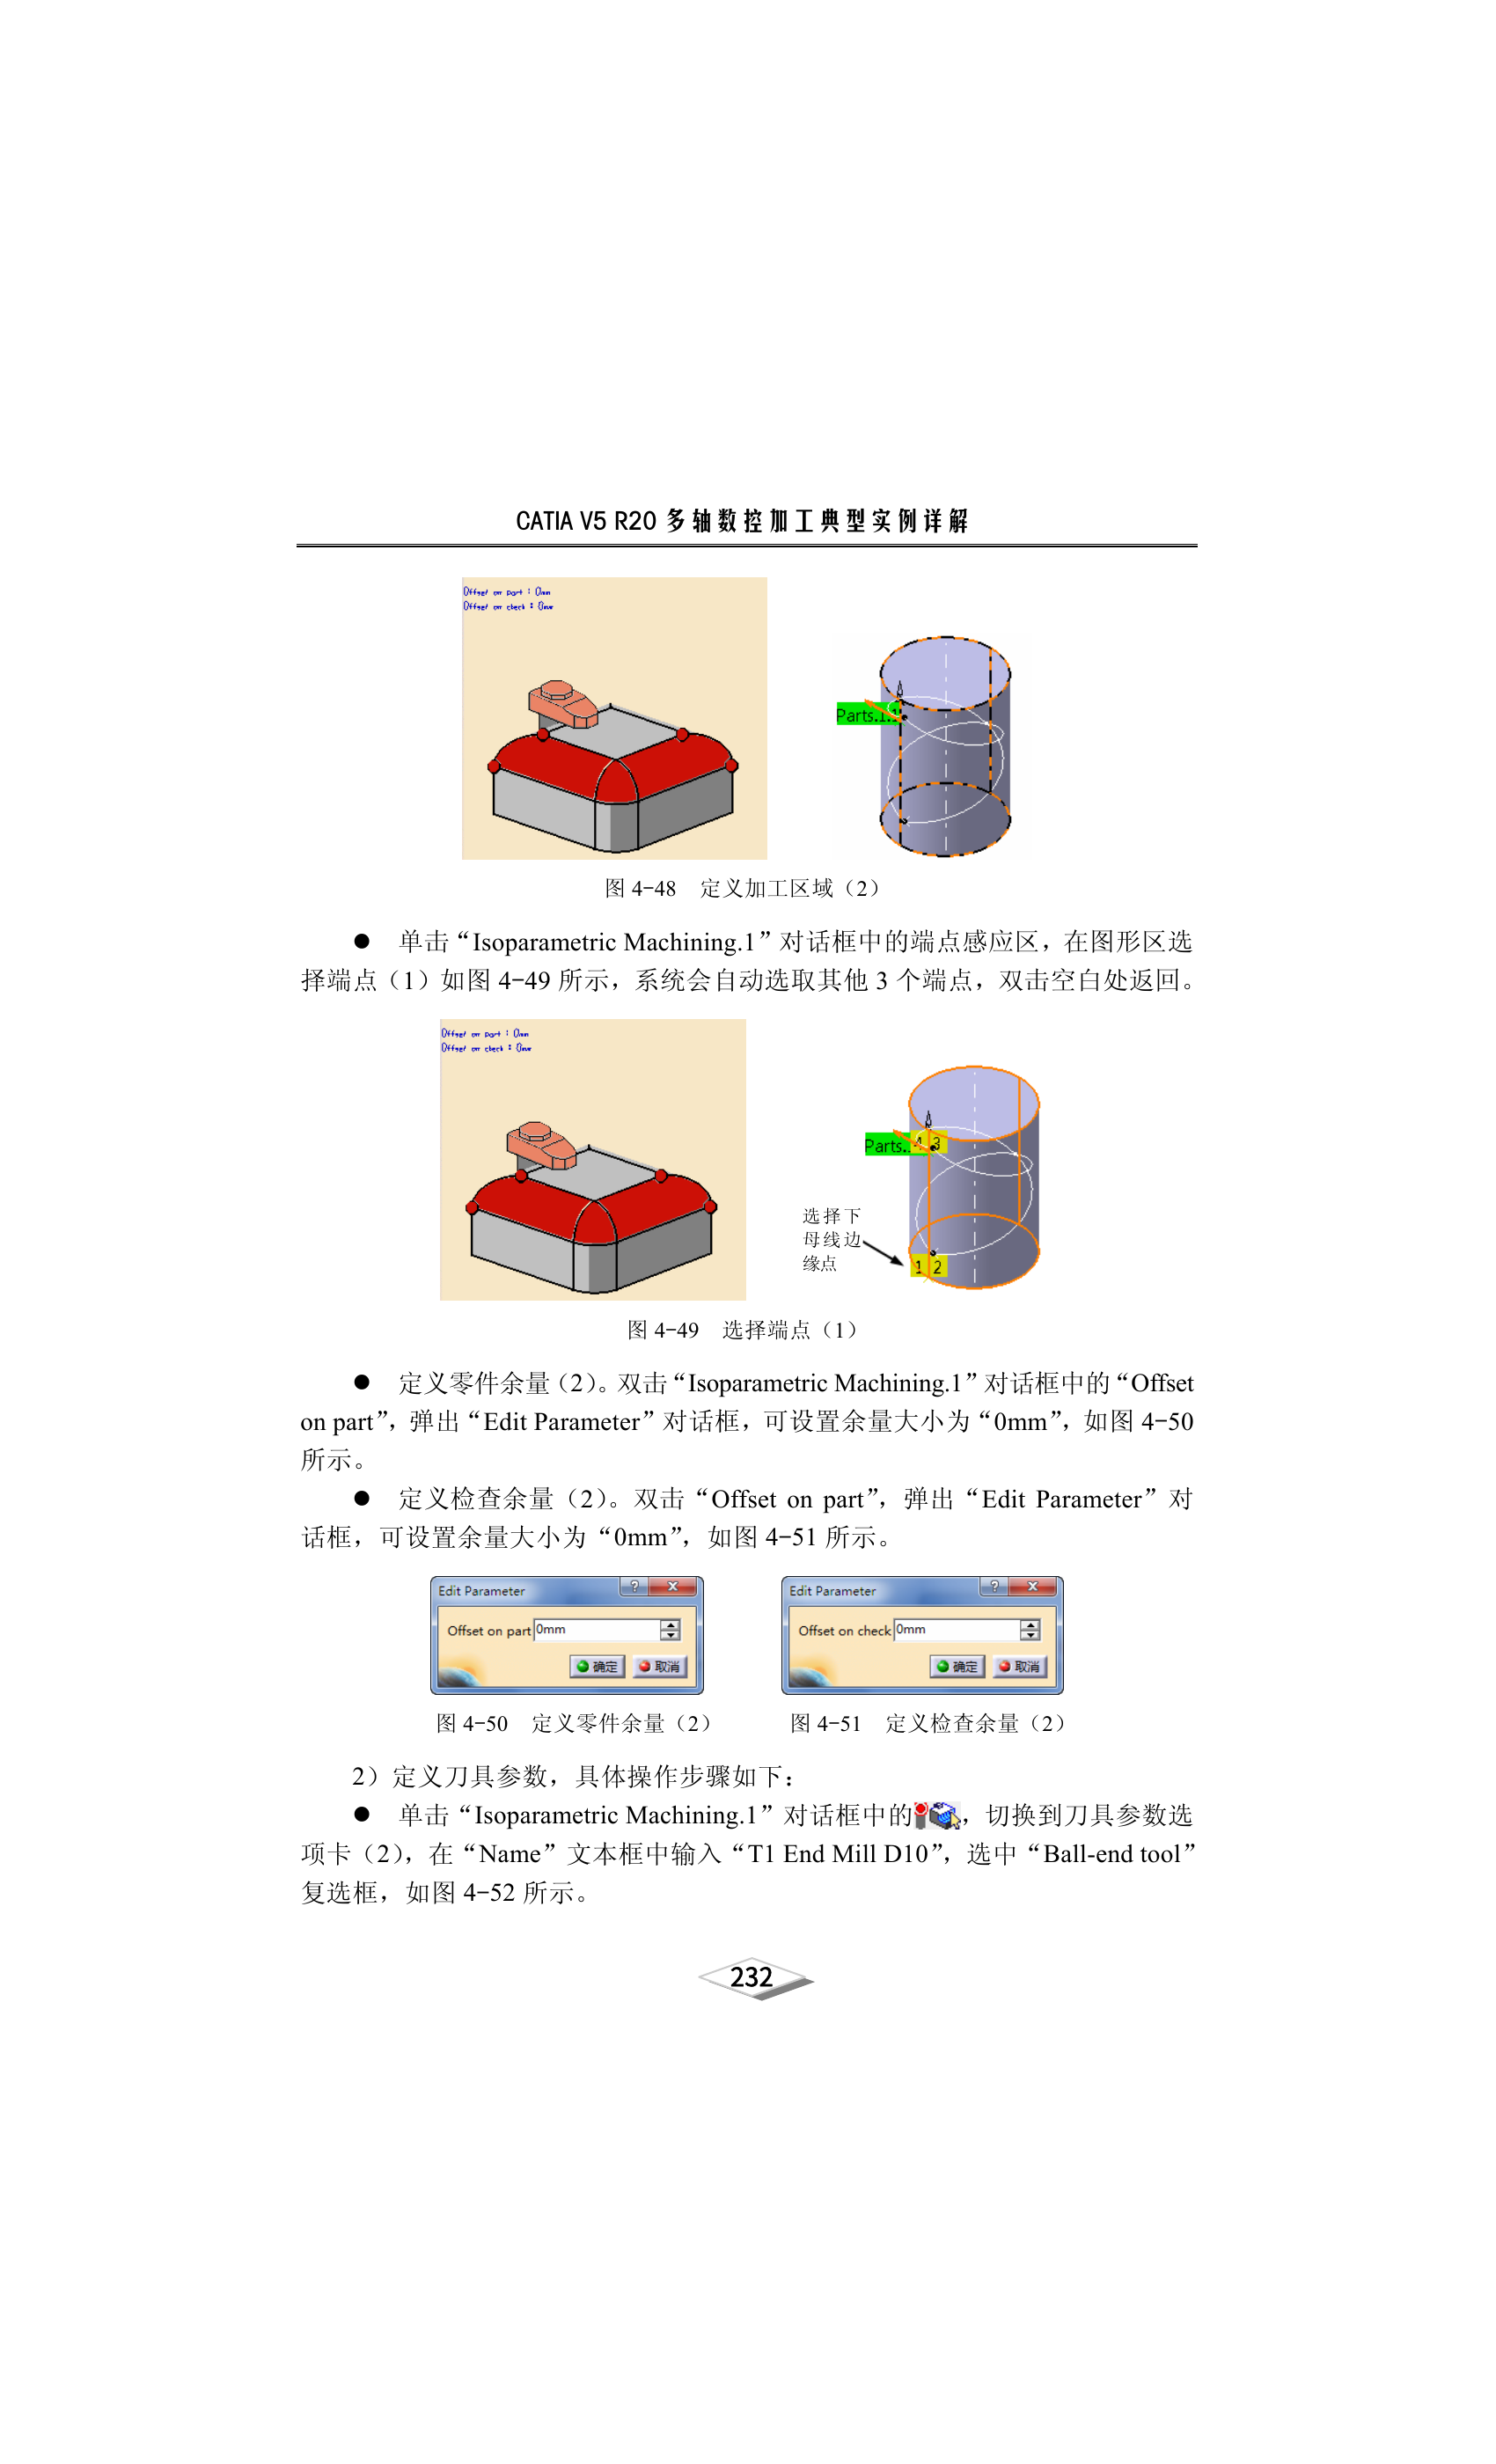 CATIA V5 R20 多轴数控加工典型实例详解
Offset on part : 0mm
Offset on check : 0mm
Parts.1.1
图 4-48　定义加工区域（2）
● 单击“Isoparametric Machining.1”对话框中的端点感应区，在图形区选
择端点（1）如图 4-49 所示，系统会自动选取其他 3 个端点，双击空白处返回。
Offset on part : 0mm
Offset on check : 0mm
Parts..
4 3
选择下
母线边
缘点
1 2
图 4-49　选择端点（1）
● 定义零件余量（2）。双击“Isoparametric Machining.1”对话框中的“Offset
on part”，弹出“Edit Parameter”对话框，可设置余量大小为“0mm”，如图 4-50
所示。
● 定义检查余量（2）。双击“Offset on part”，弹出“Edit Parameter”对
话框，可设置余量大小为“0mm”，如图 4-51 所示。
Edit Parameter
Offset on part 0mm
确定 取消
Edit Parameter
Offset on check 0mm
确定 取消
图 4-50　定义零件余量（2）
图 4-51　定义检查余量（2）
2）定义刀具参数，具体操作步骤如下：
● 单击“Isoparametric Machining.1”对话框中的，切换到刀具参数选
项卡（2），在“Name”文本框中输入“T1 End Mill D10”，选中“Ball-end tool”
复选框，如图 4-52 所示。
232